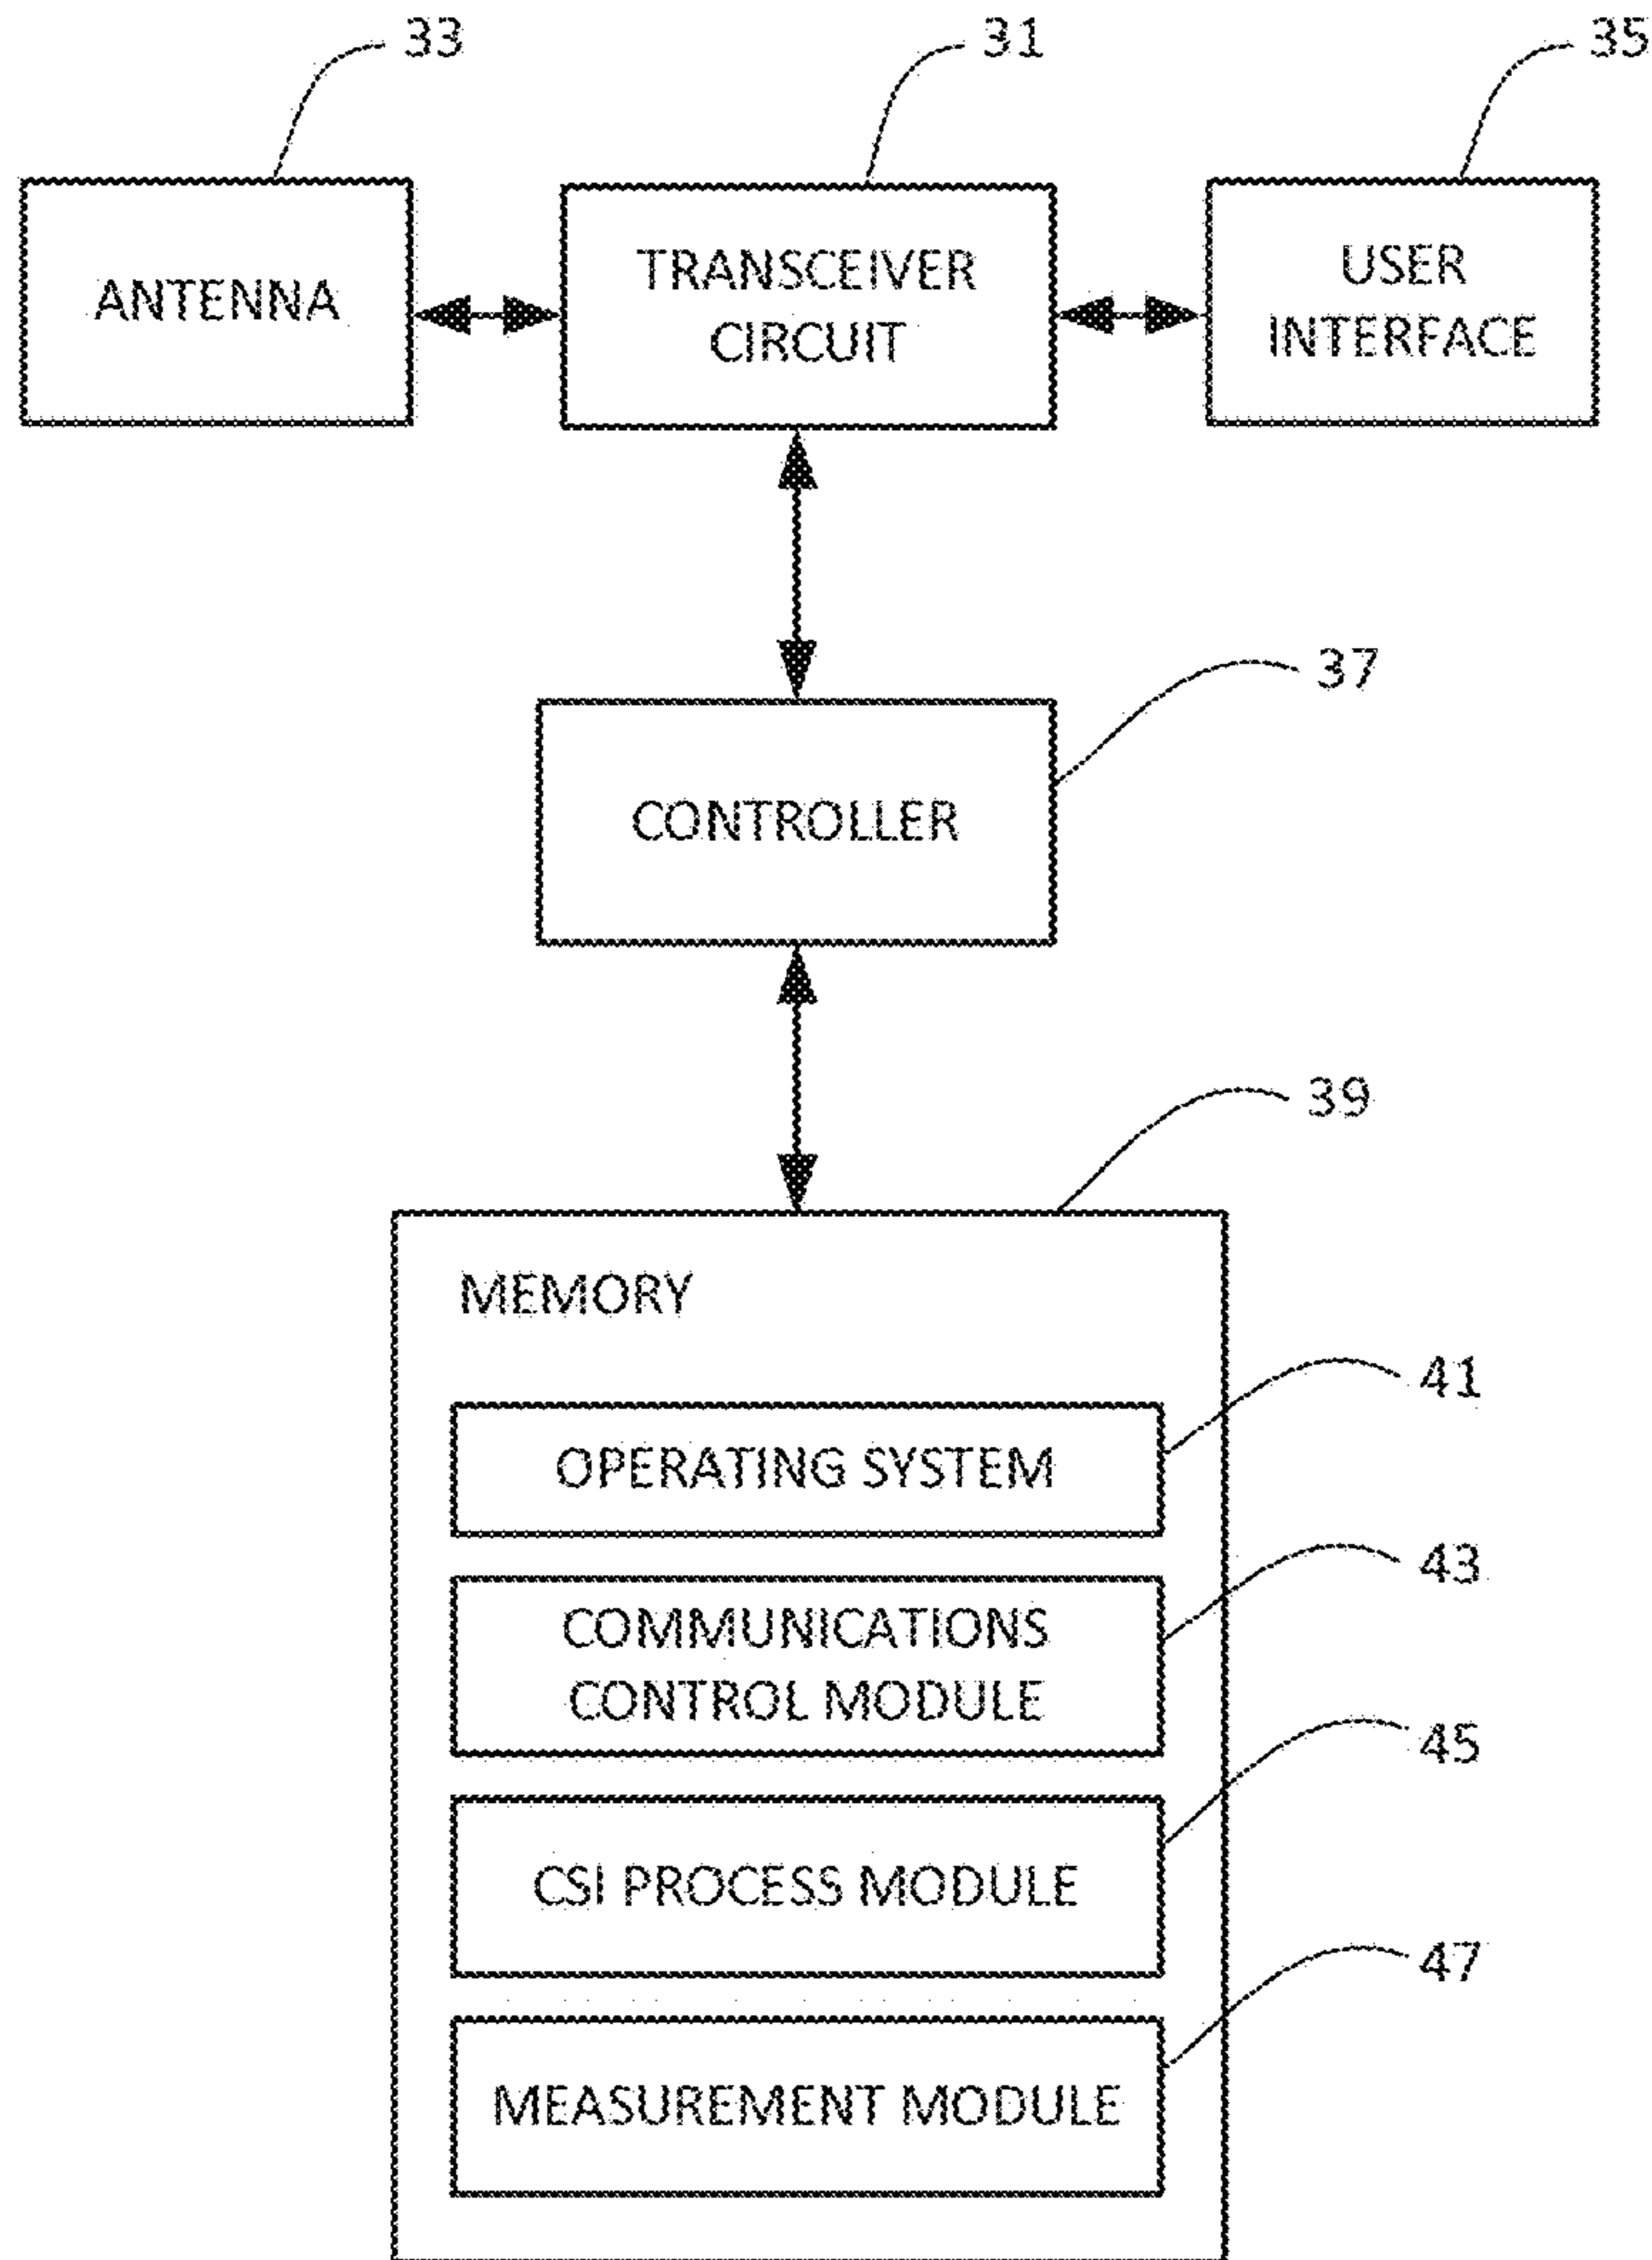 33
31
35
ANTENNA
TRANSCEIVER
CIRCUIT
USER
INTERFACE
37
CONTROLLER
39
MEMORY
41
OPERATING SYSTEM
43
COMMUNICATIONS
CONTROL MODULE
45
CSI PROCESS MODULE
47
MEASUREMENT MODULE